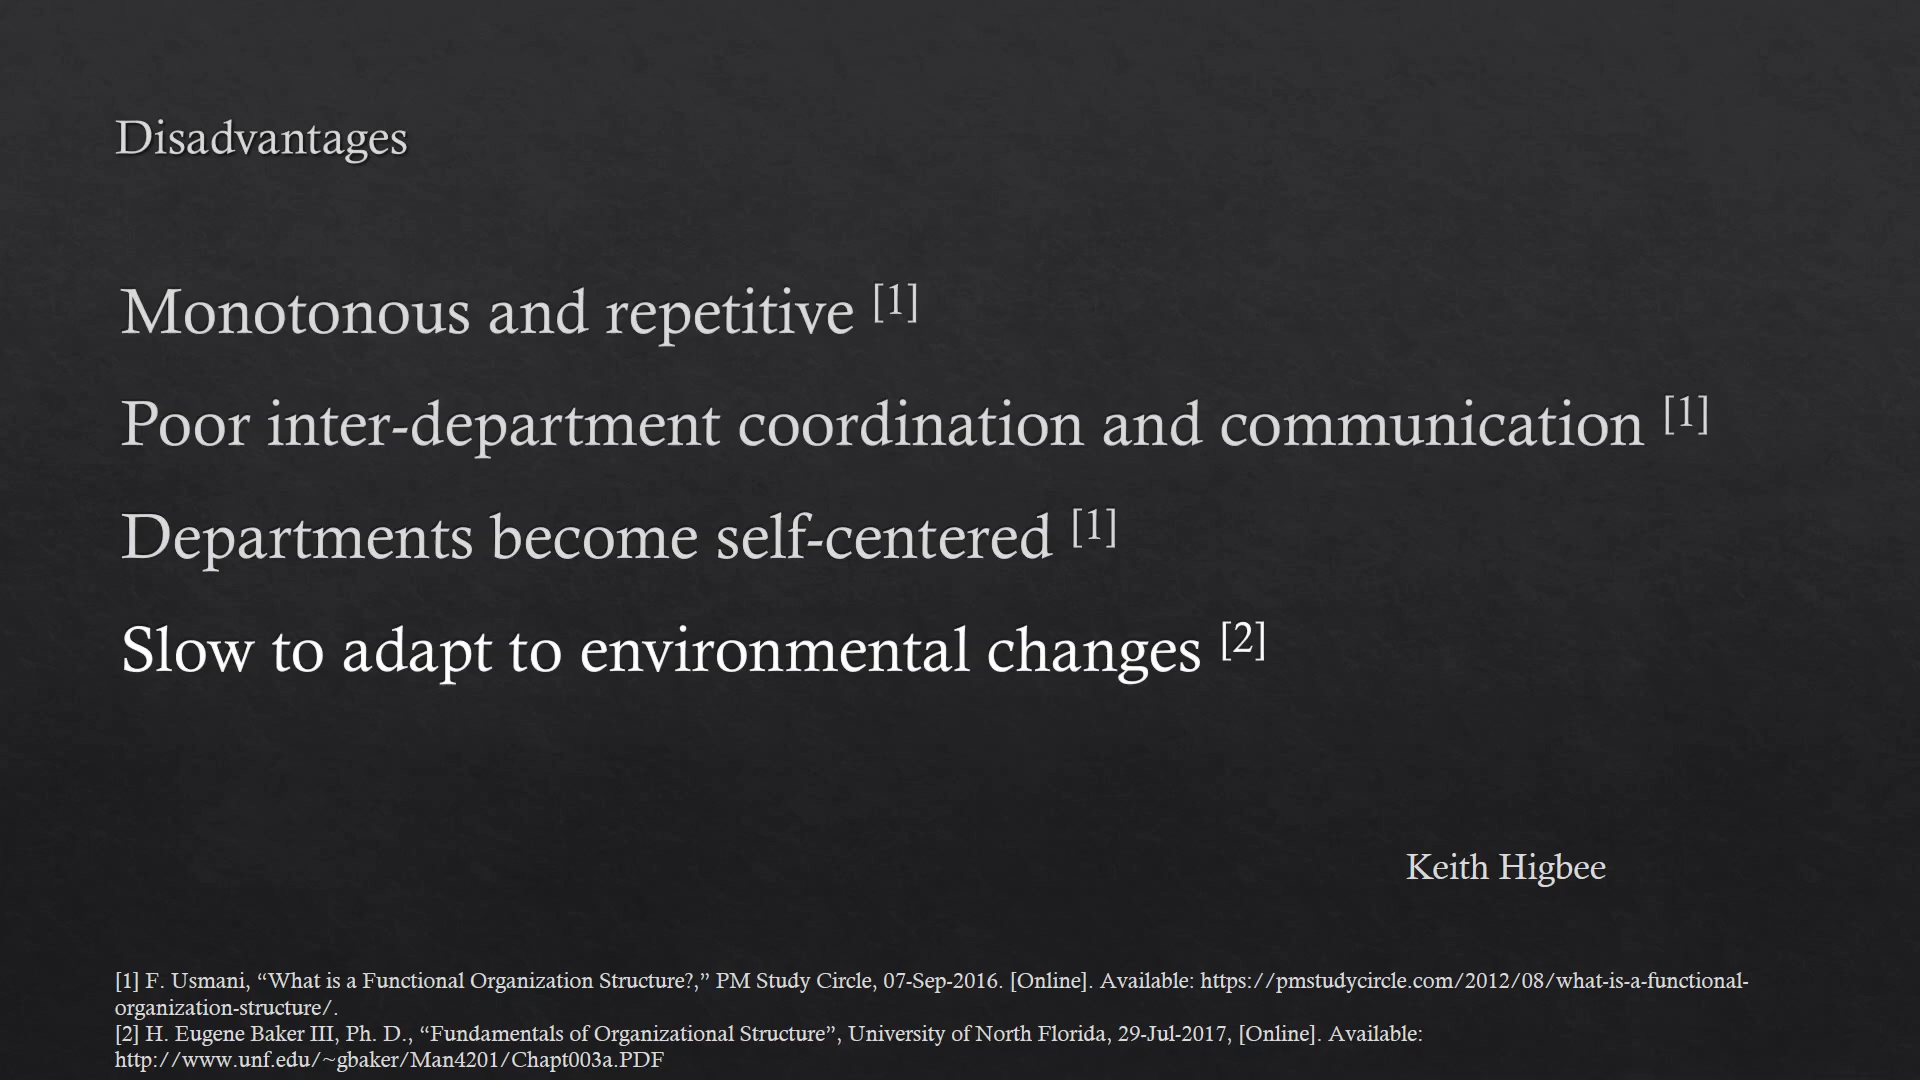 Disadvantages
Monotonous and repetitive [1]
Poor inter-department coordination and communication [1]
Departments become self-centered [1]
Slow to adapt to environmental changes [2]
Keith Higbee
[1] F. Usmani, “What is a Functional Organization Structure?,” PM Study Circle, 07-Sep-2016. [Online]. Available: https://pmstudycircle.com/2012/08/what-is-a-functional-
organization-structure/.
[2] H. Eugene Baker III, Ph. D., “Fundamentals of Organizational Structure”, University of North Florida, 29-Jul-2017, [Online]. Available:
http://www.unf.edu/~gbaker/Man4201/Chapt003a.PDF